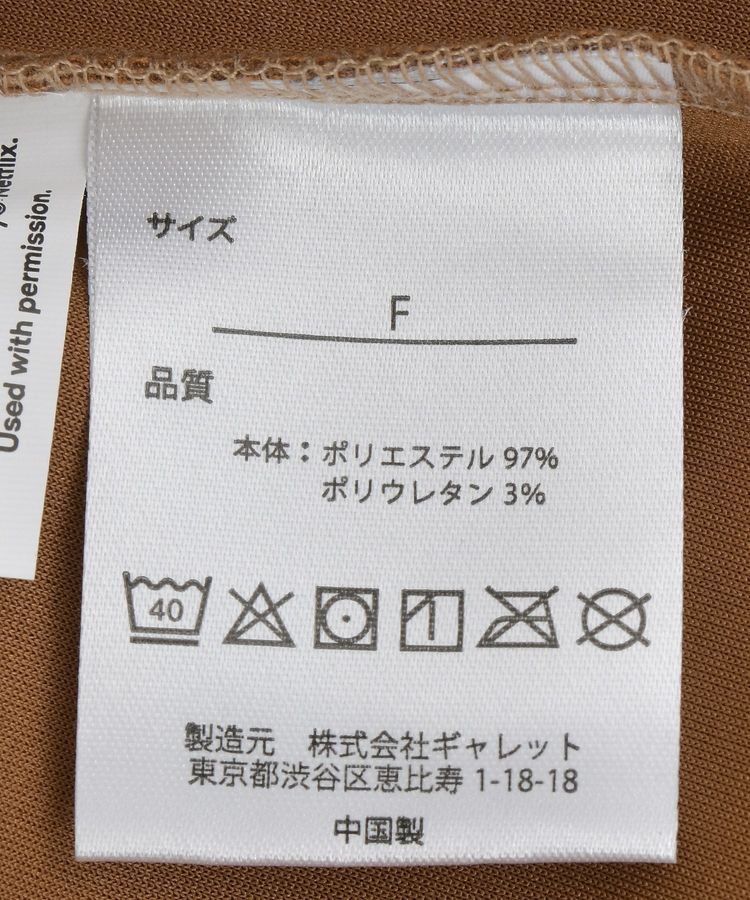 ©Netflix.
Used with permission.
サイズ
F
品質
本体：ポリエステル 97%
ポリウレタン 3%
40
製造元　株式会社ギャレット
東京都渋谷区恵比寿 1-18-18
中国製